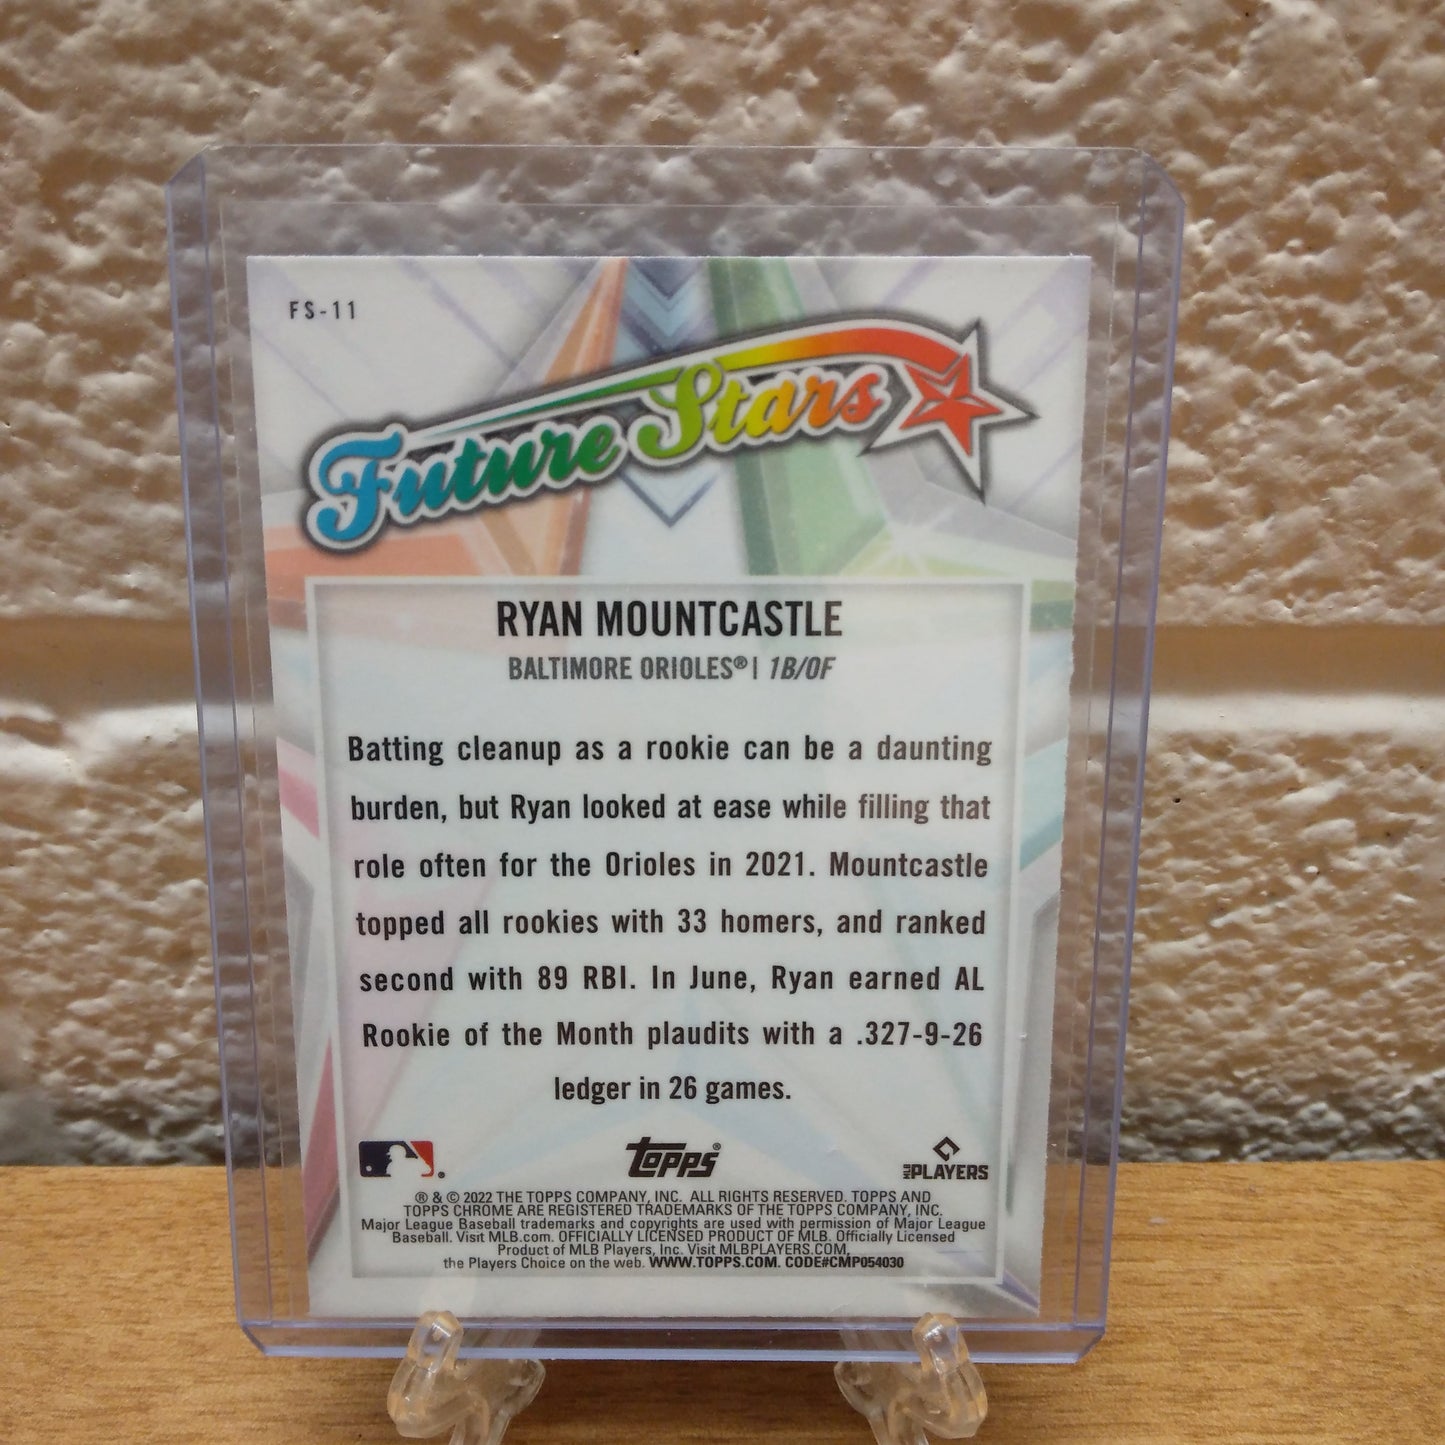 FS-11
Future Stars
RYAN MOUNTCASTLE
BALTIMORE ORIOLES® | 1B/OF
Batting cleanup as a rookie can be a daunting
burden, but Ryan looked at ease while filling that
role often for the Orioles in 2021. Mountcastle
topped all rookies with 33 homers, and ranked
second with 89 RBI. In June, Ryan earned AL
Rookie of the Month plaudits with a .327-9-26
ledger in 26 games.
topps®
MLB PLAYERS
® & © 2022 THE TOPPS COMPANY, INC. ALL RIGHTS RESERVED. TOPPS AND
TOPPS CHROME ARE REGISTERED TRADEMARKS OF THE TOPPS COMPANY, INC.
Major League Baseball trademarks and copyrights are used with permission of Major League
Baseball. Visit MLB.com. OFFICIALLY LICENSED PRODUCT OF MLB. Officially Licensed
Product of MLB Players, Inc. Visit MLBPLAYERS.COM,
the Players Choice on the web. WWW.TOPPS.COM. CODE#CMP054030